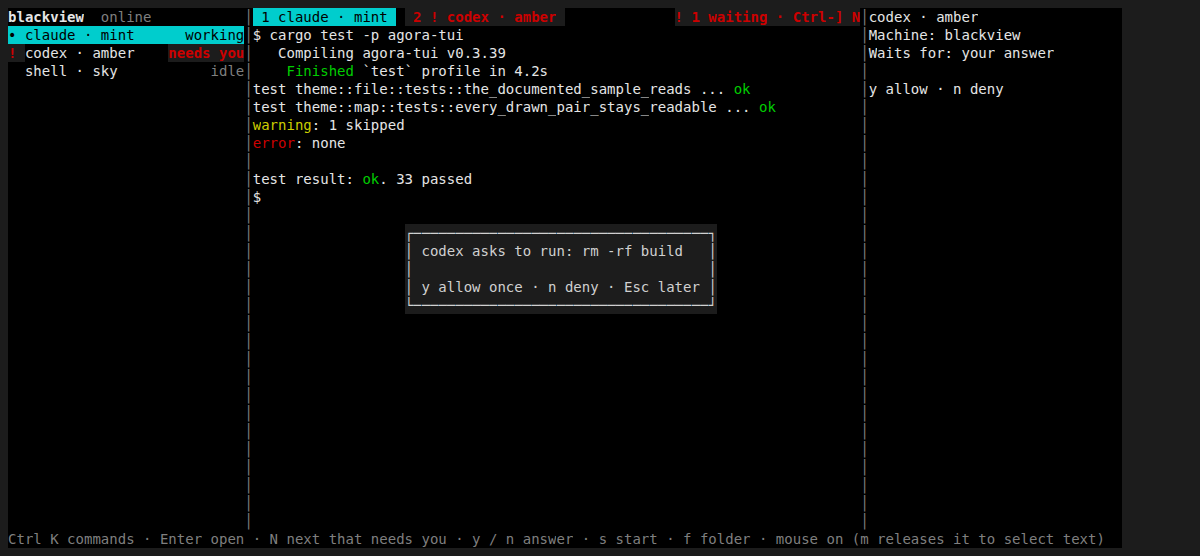 blackview  online
• claude · mint      working
! codex · amber    needs you
  shell · sky           idle
1 claude · mint   2 ! codex · amber              ! 1 waiting · Ctrl-] N
$ cargo test -p agora-tui
   Compiling agora-tui v0.3.39
    Finished `test` profile in 4.2s
test theme::file::tests::the_documented_sample_reads ... ok
test theme::map::tests::every_drawn_pair_stays_readable ... ok
warning: 1 skipped
error: none
test result: ok. 33 passed
$
codex asks to run: rm -rf build
y allow once · n deny · Esc later
codex · amber
Machine: blackview
Waits for: your answer
y allow · n deny
Ctrl K commands · Enter open · N next that needs you · y / n answer · s start · f folder · mouse on (m releases it to select text)